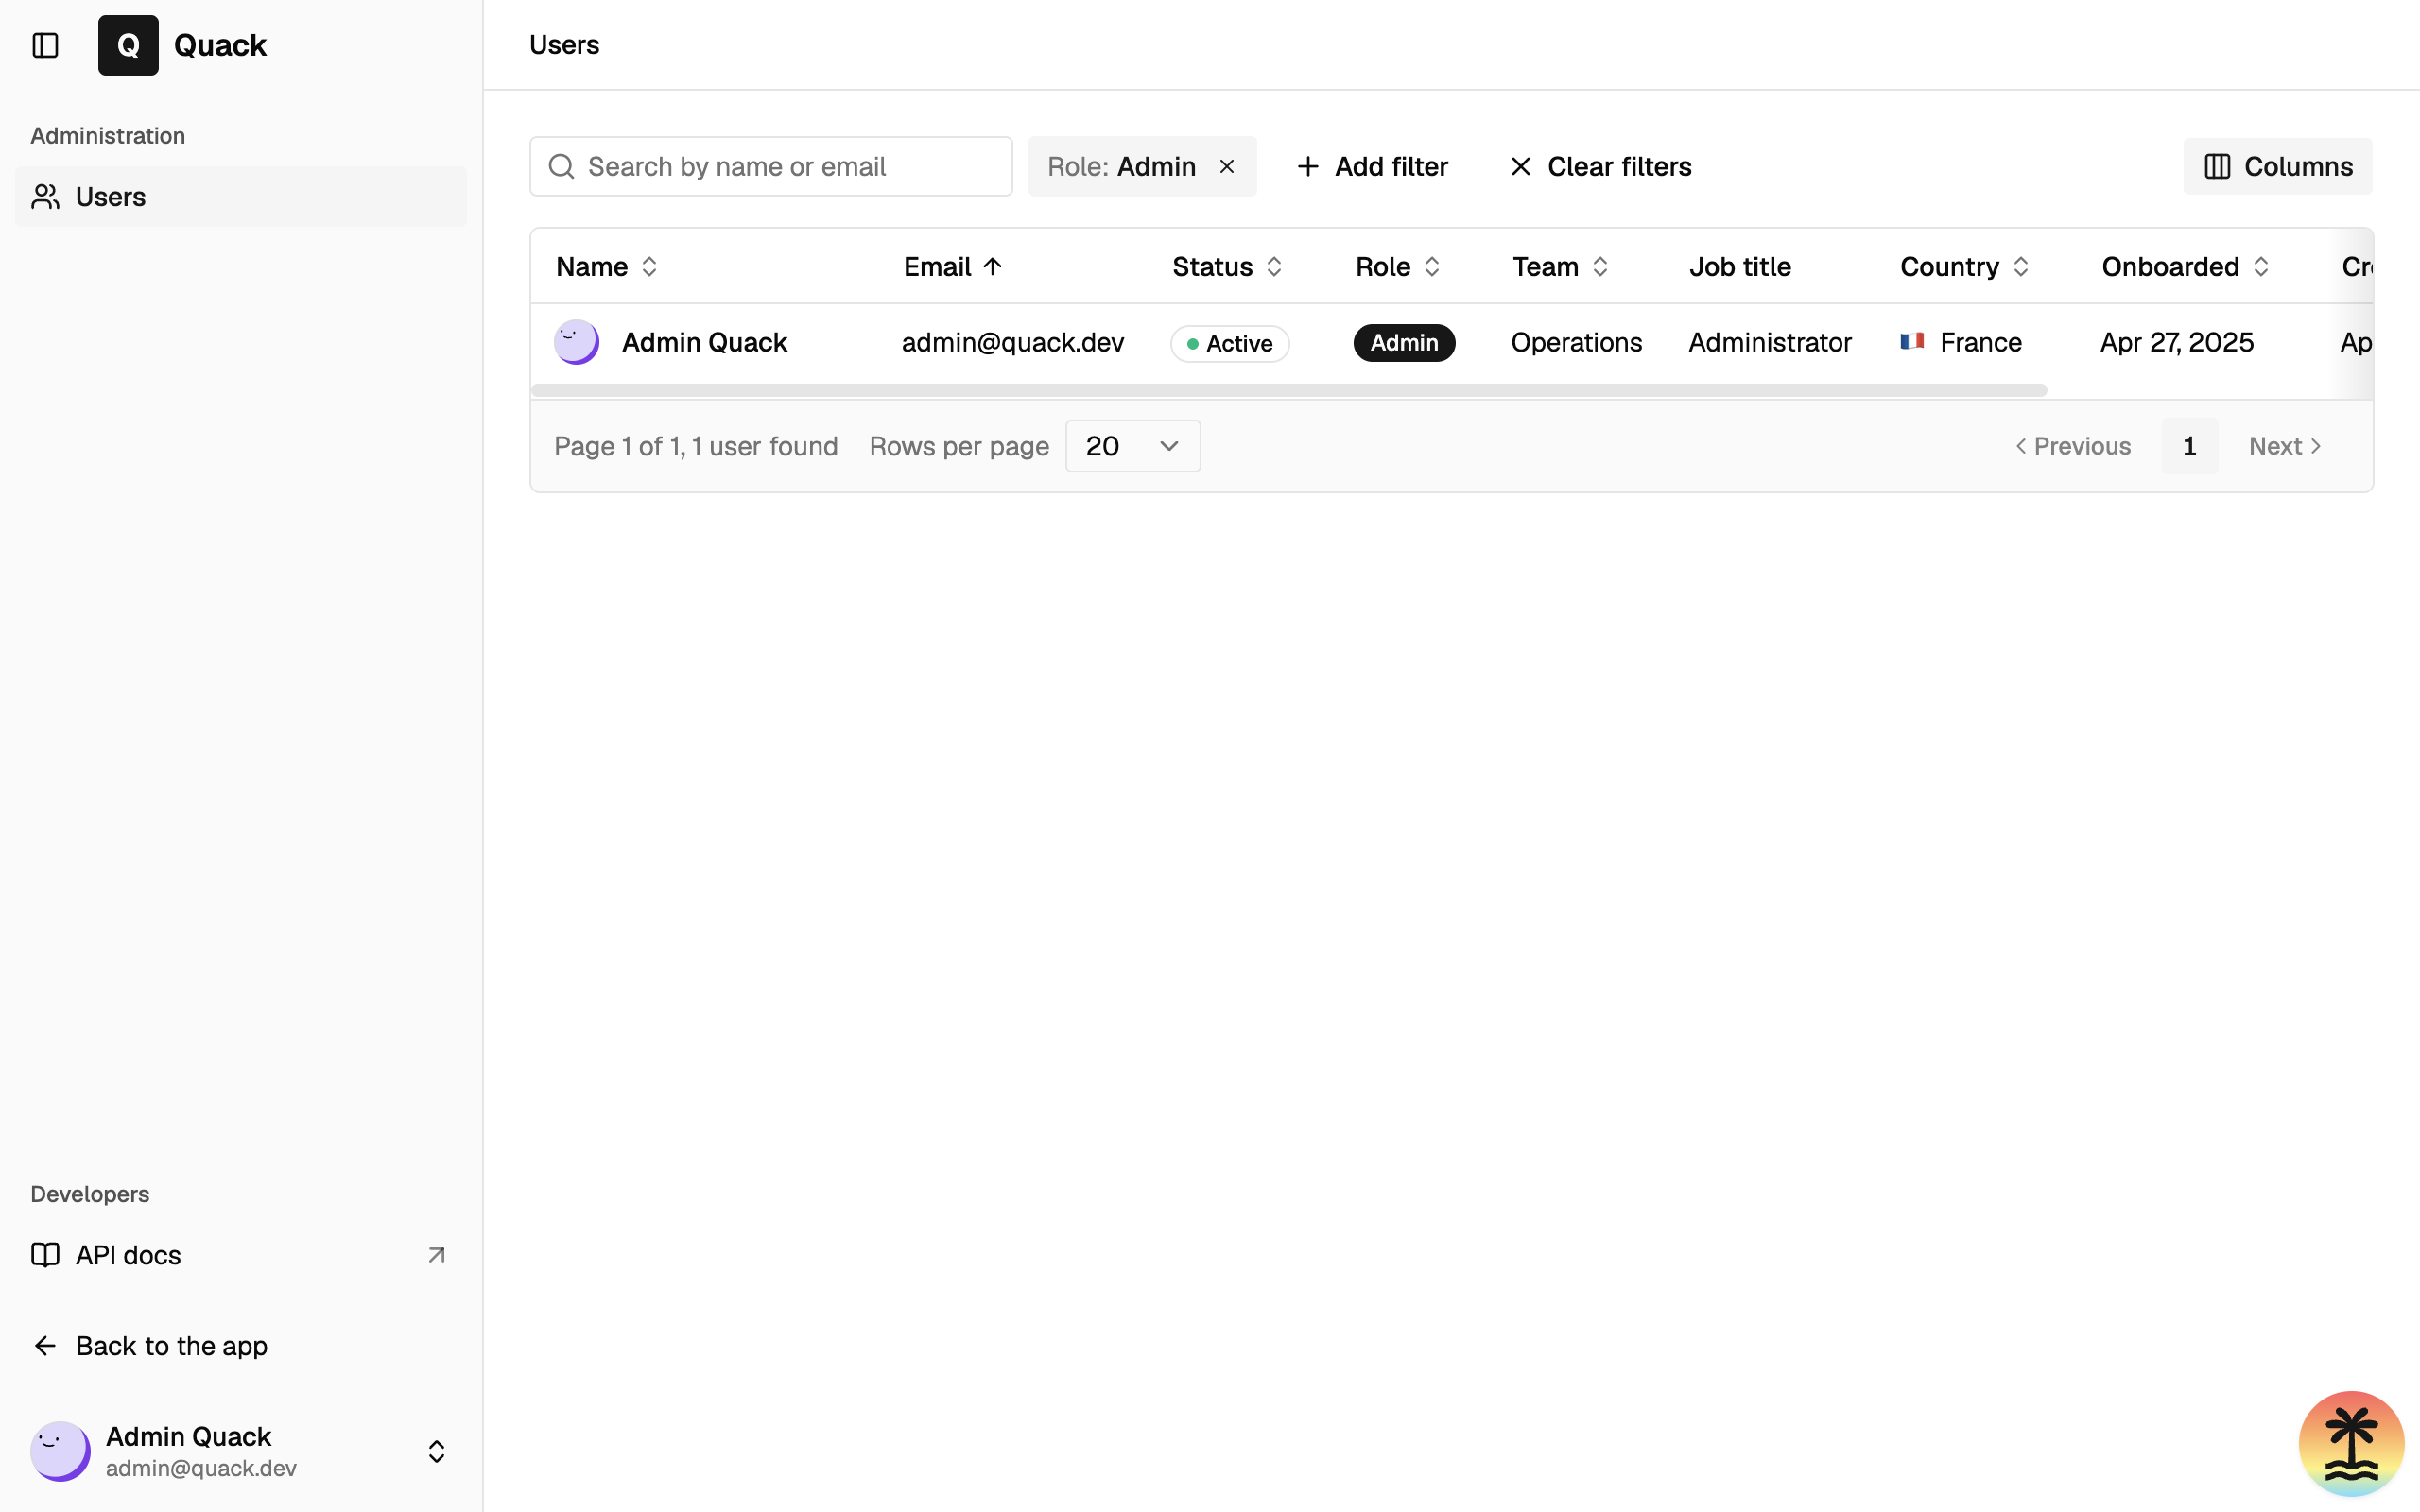 Q Quack
Administration
Users
Developers
API docs
Back to the app
Admin Quack
admin@quack.dev
Users
Search by name or email
Role: Admin
Add filter
Clear filters
Columns
Name Email Status Role Team Job title Country Onboarded Cr
Admin Quack admin@quack.dev Active Admin Operations Administrator France Apr 27, 2025 Ap
Page 1 of 1, 1 user found Rows per page 20 Previous 1 Next